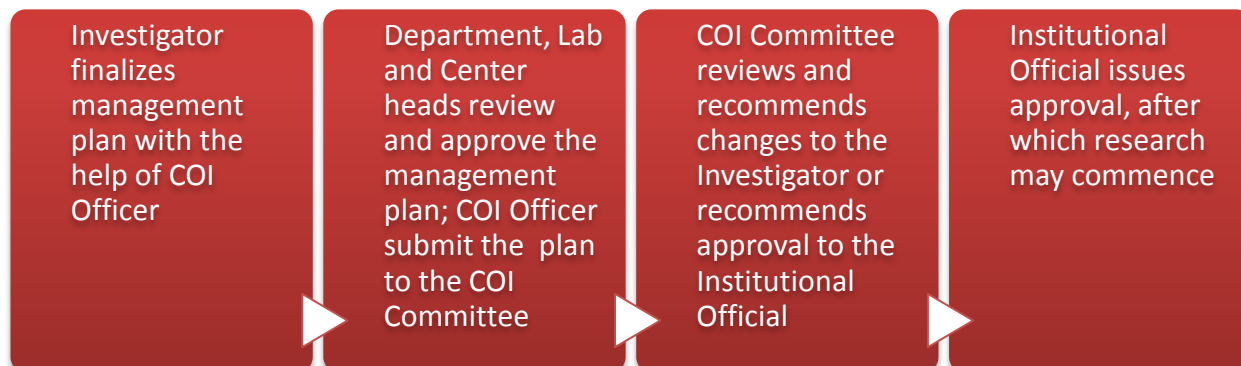 Investigator
finalizes
management
plan with the
help of COI
Officer
Department, Lab
and Center
heads review
and approve the
management
plan; COI Officer
submit the  plan
to the COI
Committee
COI Committee
reviews and
recommends
changes to the
Investigator or
recommends
approval to the
Institutional
Official
Institutional
Official issues
approval, after
which research
may commence